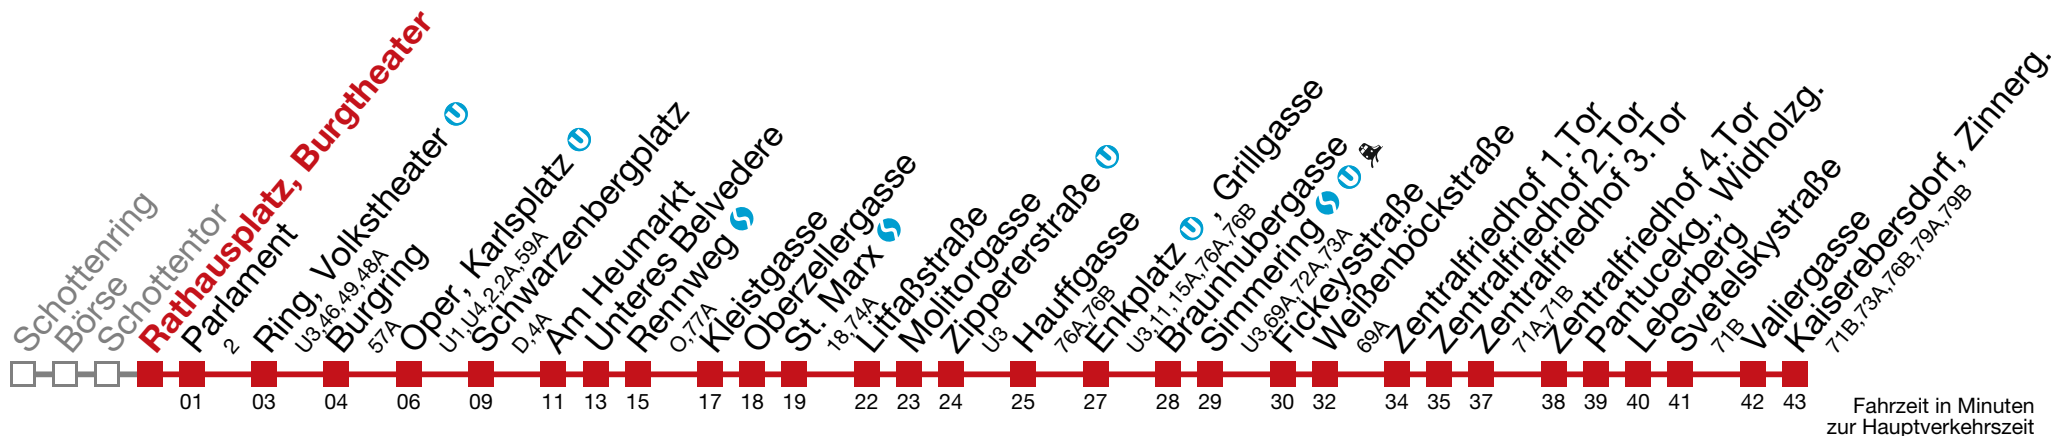 Schottenring
Börse
Schottentor
Rathausplatz, Burgtheater
Parlament
2
Ring, Volkstheater U
U3,46,49,48A
Burgring
57A
Oper, Karlsplatz U
U1,U4,2,2A,59A
Schwarzenbergplatz
D,4A
Am Heumarkt
Unteres Belvedere
Rennweg S
O,77A
Kleistgasse
Oberzellergasse
St. Marx S
18,74A
Litfaßstraße
Molitorgasse
Zippererstraße U
U3
Hauffgasse
76A,76B
Enkplatz U , Grillgasse
U3,11,15A,76A,76B
Braunhubergasse
Simmering S U
U3,69A,72A,73A
Fickeysstraße
Weißenböckstraße
69A
Zentralfriedhof 1. Tor
Zentralfriedhof 2. Tor
Zentralfriedhof 3. Tor
71A,71B
Zentralfriedhof 4. Tor
Pantucekg., Widholzg.
Leberberg
Svetelskystraße
71B
Valiergasse
Kaiserebersdorf, Zinnerg.
71B,73A,76B,79A,79B
01 03 04 06 09 11 13 15 17 18 19 22 23 24 25 27 28 29 30 32 34 35 37 38 39 40 41 42 43
Fahrzeit in Minuten
zur Hauptverkehrszeit